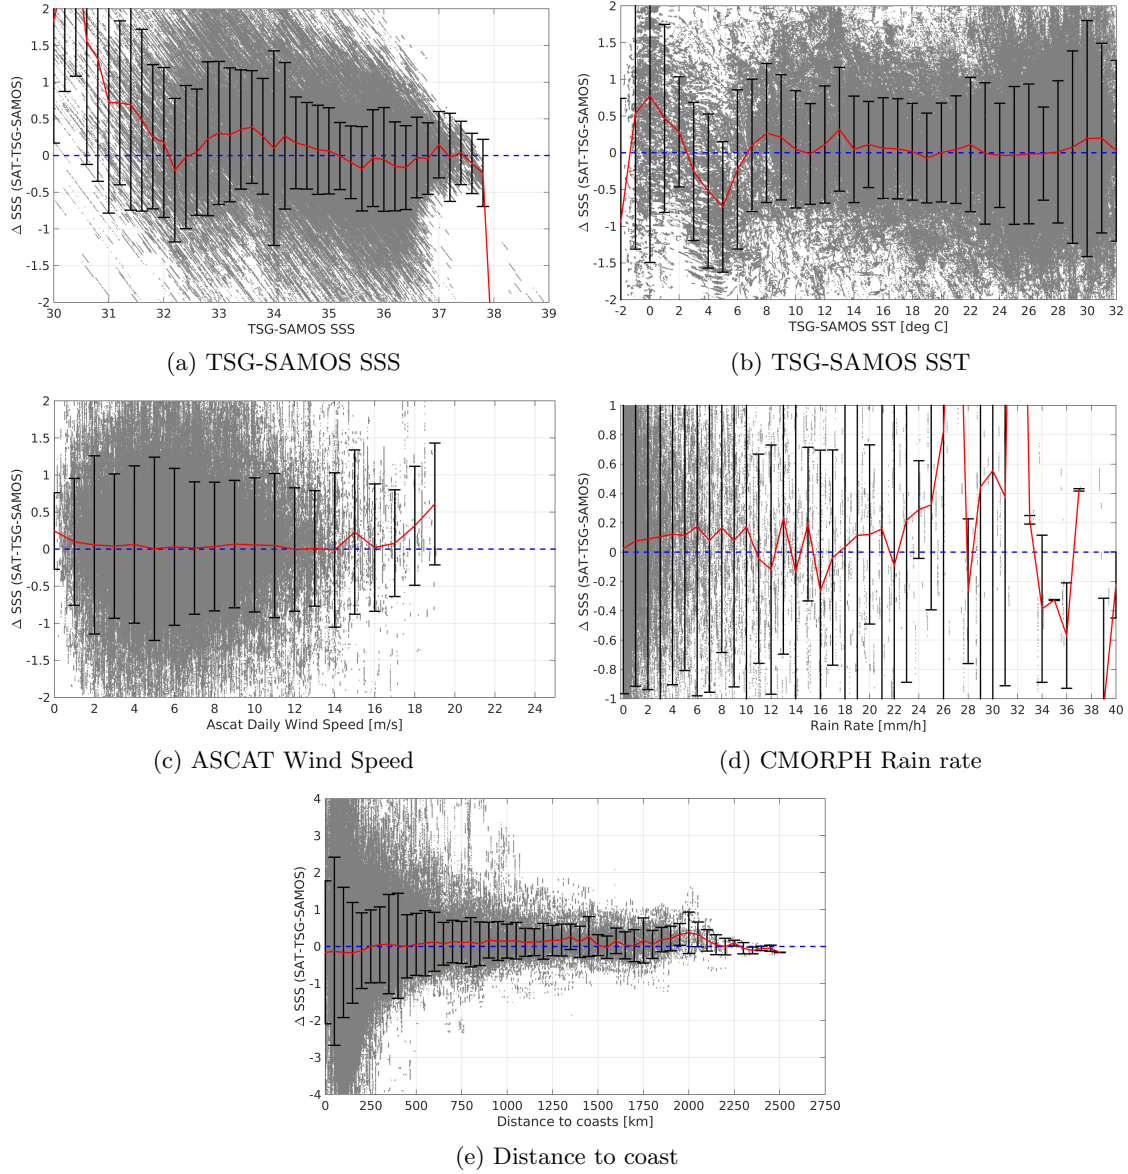 Δ SSS (SAT-TSG-SAMOS)
2
1.5
1
0.5
0
-0.5
-1
-1.5
-2
30 31 32 33 34 35 36 37 38 39
TSG-SAMOS SSS
(a) TSG-SAMOS SSS
Δ SSS (SAT-TSG-SAMOS)
2
1.5
1
0.5
0
-0.5
-1
-1.5
-2
-2 0 2 4 6 8 10 12 14 16 18 20 22 24 26 28 30 32
TSG-SAMOS SST [deg C]
(b) TSG-SAMOS SST
Δ SSS (SAT-TSG-SAMOS)
2
1.5
1
0.5
0
-0.5
-1
-1.5
-2
0 2 4 6 8 10 12 14 16 18 20 22 24
Ascat Daily Wind Speed [m/s]
(c) ASCAT Wind Speed
Δ SSS (SAT-TSG-SAMOS)
1
0.8
0.6
0.4
0.2
0
-0.2
-0.4
-0.6
-0.8
-1
0 2 4 6 8 10 12 14 16 18 20 22 24 26 28 30 32 34 36 38 40
Rain Rate [mm/h]
(d) CMORPH Rain rate
Δ SSS (SAT-TSG-SAMOS)
4
3
2
1
0
-1
-2
-3
-4
0 250 500 750 1000 1250 1500 1750 2000 2250 2500 2750
Distance to coasts [km]
(e) Distance to coast